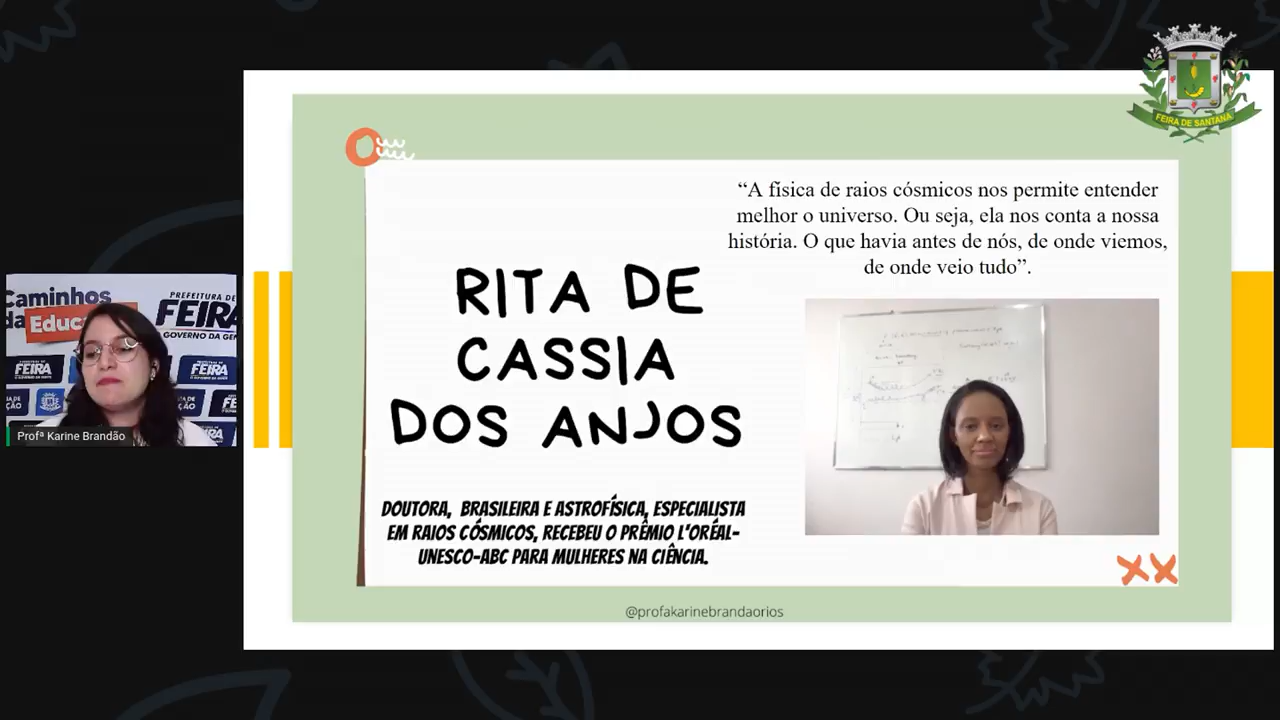 FEIRA DE SANTANA
“A física de raios cósmicos nos permite entender
melhor o universo. Ou seja, ela nos conta a nossa
história. O que havia antes de nós, de onde viemos,
de onde veio tudo”.
RITA DE
CASSIA
DOS ANJOS
DOUTORA, BRASILEIRA E ASTROFÍSICA, ESPECIALISTA
EM RAIOS CÓSMICOS, RECEBEU O PRÊMIO L'ORÉAL-
UNESCO-ABC PARA MULHERES NA CIÊNCIA.
@profakarinebrandaorios
Caminhos
da Educ
PREFEITURA DE
FEIRA
GOVERNO DA GEN
FEIRA
FEIRA
Profª Karine Brandão